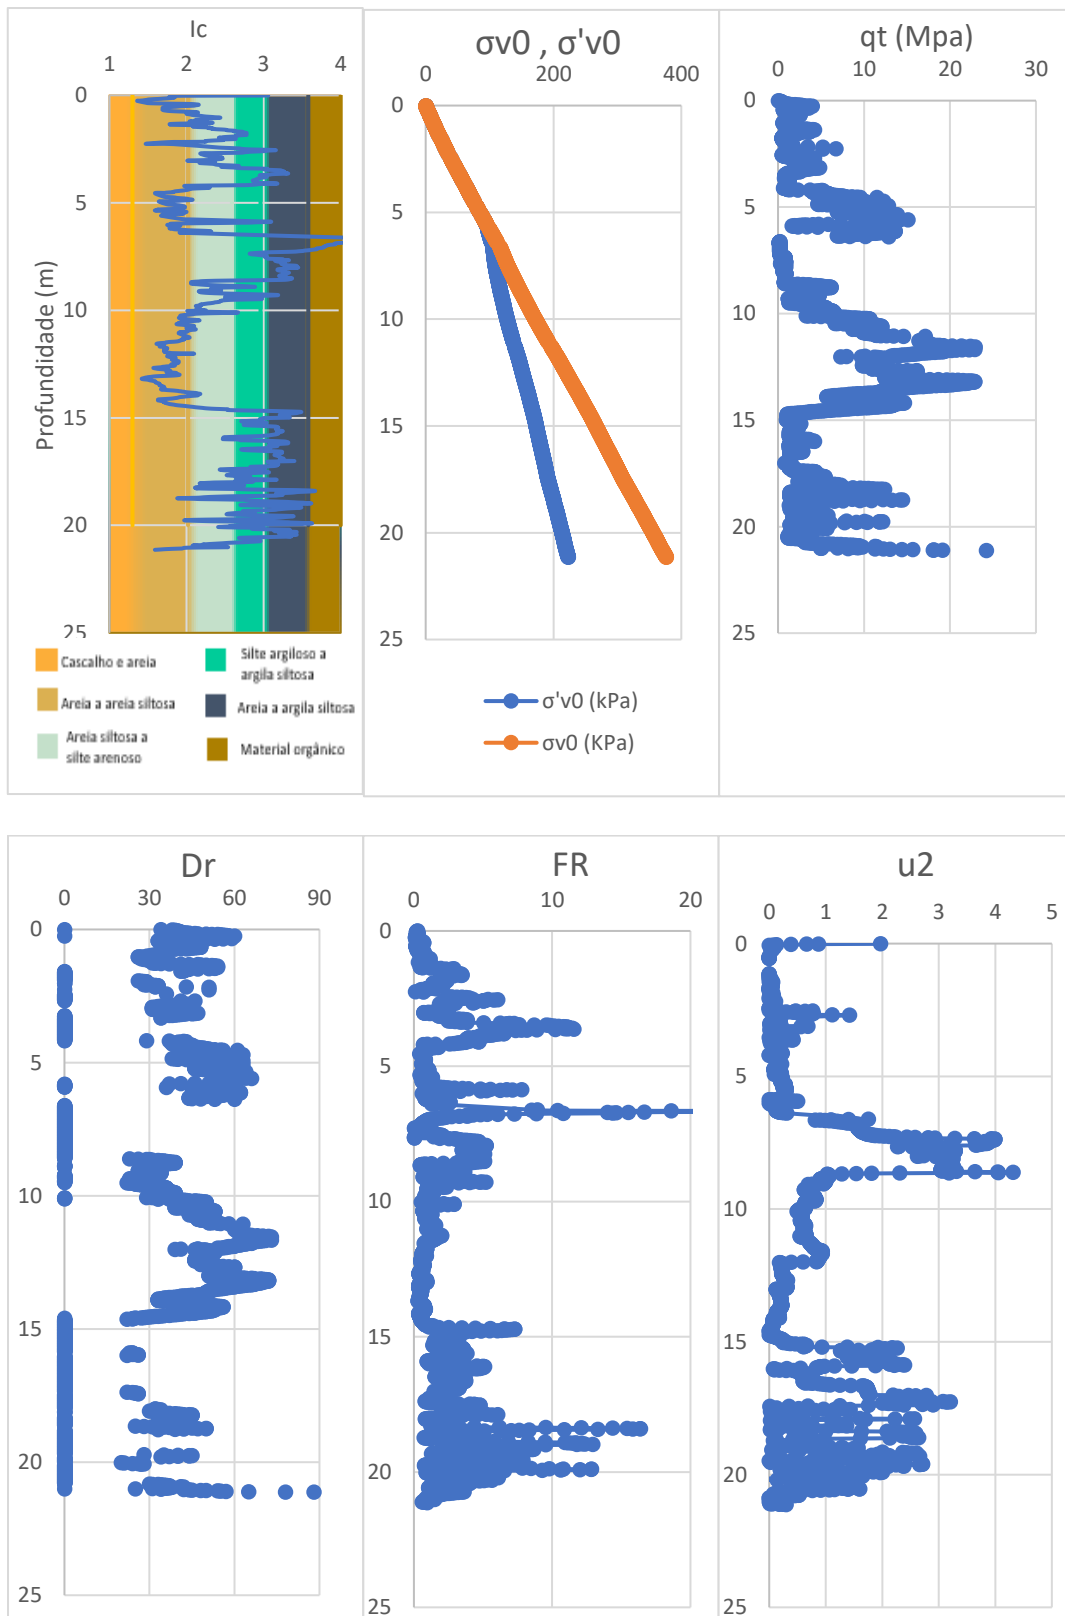 Ic
1 2 3 4
0
5
10
15
20
25
Profundidade (m)
Cascalho e areia
Silte argiloso a
argila siltosa
Areia a areia siltosa
Areia a argila siltosa
Areia siltosa a
silte arenoso
Material orgânico
σv0 , σ'v0
0 200 400
0
5
10
15
20
25
σ'v0 (kPa)
σv0 (KPa)
qt (Mpa)
0 10 20 30
0
5
10
15
20
25
Dr
0 30 60 90
0
5
10
15
20
25
FR
0 10 20
0
5
10
15
20
25
u2
0 1 2 3 4 5
0
5
10
15
20
25